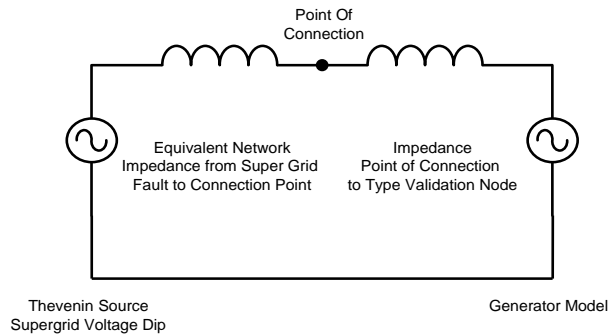 Point Of
Connection
Equivalent Network
Impedance from Super Grid
Fault to Connection Point
Impedance
Point of Connection
to Type Validation Node
Thevenin Source
Supergrid Voltage Dip
Generator Model